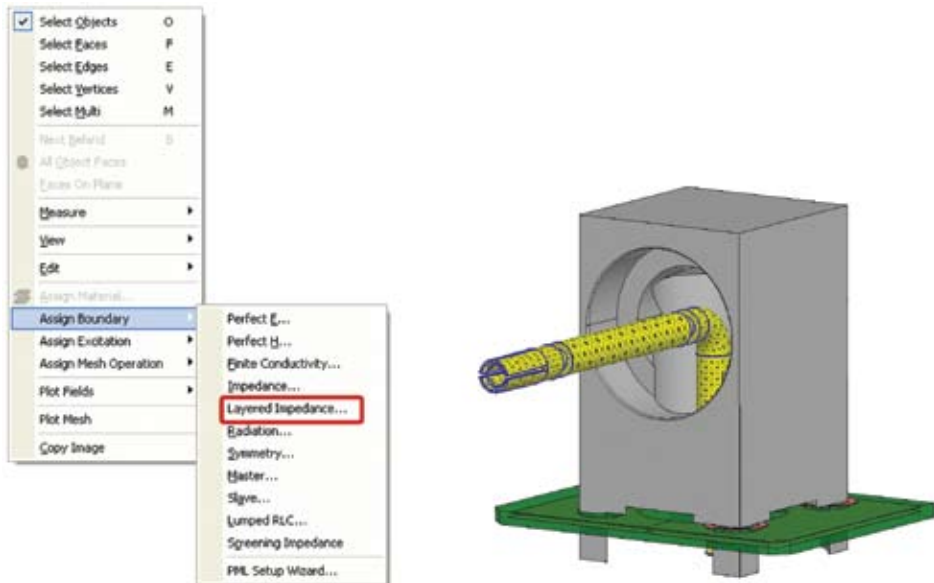 Select Objects O
Select Faces F
Select Edges E
Select Vertices V
Select Multi M
Next Behind B
All Object Faces
Faces On Plane
Measure
View
Edit
Assign Material...
Assign Boundary
Assign Excitation
Assign Mesh Operation
Plot Fields
Plot Mesh
Copy Image
Perfect E...
Perfect H...
Finite Conductivity...
Impedance...
Layered Impedance...
Radiation...
Symmetry...
Master...
Slave...
Lumped RLC...
Screening Impedance
PML Setup Wizard...